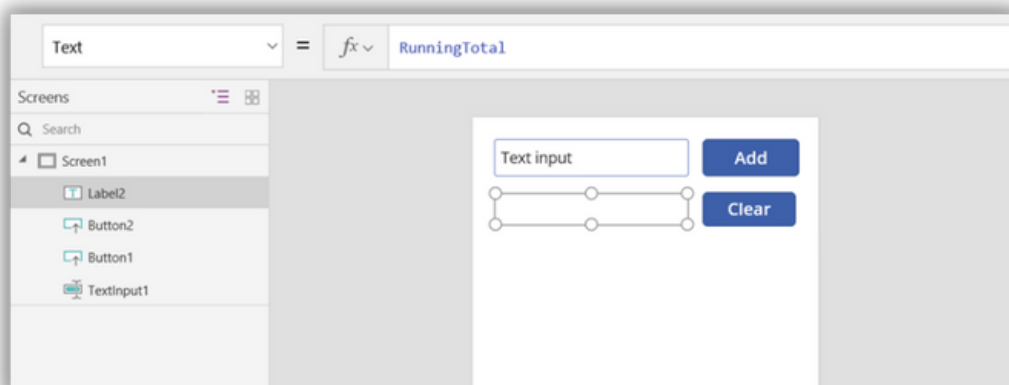 Text = fx RunningTotal
Screens
Search
Screen1
Label2
Button2
Button1
TextInput1
Text input Add
Clear